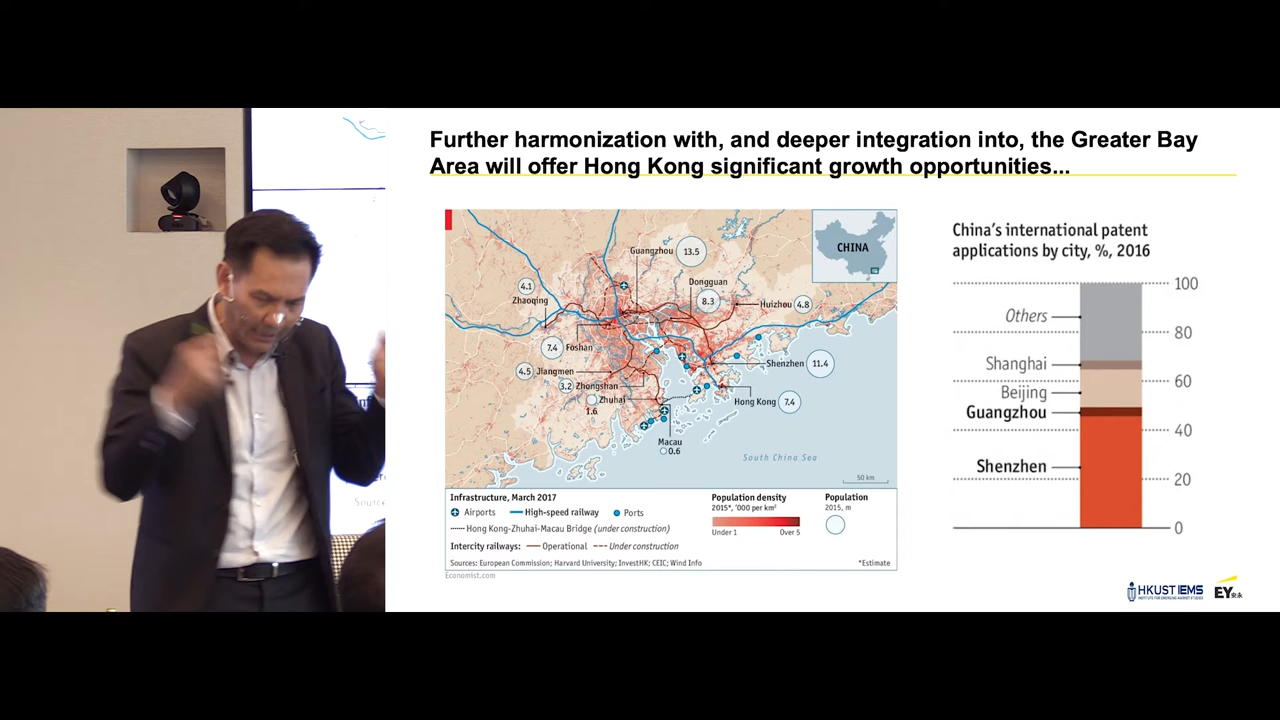 Further harmonization with, and deeper integration into, the Greater Bay
Area will offer Hong Kong significant growth opportunities...
CHINA
Guangzhou 13.5
Dongguan
8.3
4.1
Zhaoqing
Huizhou 4.8
7.4 Foshan
Shenzhen 11.4
4.5 Jiangmen
3.2 Zhongshan
Zhuhai
1.6
Hong Kong 7.4
Macau
0.6
South China Sea
50 km
Infrastructure, March 2017
Airports High-speed railway Ports
Hong Kong-Zhuhai-Macau Bridge (under construction)
Intercity railways: Operational Under construction
Population density
2015*, '000 per km²
Under 1 Over 5
Population
2015, m
Sources: European Commission; Harvard University; InvestHK; CEIC; Wind Info
*Estimate
Economist.com
China's international patent
applications by city, %, 2016
100
Others
80
Shanghai
60
Beijing
Guangzhou
40
Shenzhen
20
0
HKUST IEMS
INSTITUTE FOR EMERGING MARKET STUDIES
EY安永
Source